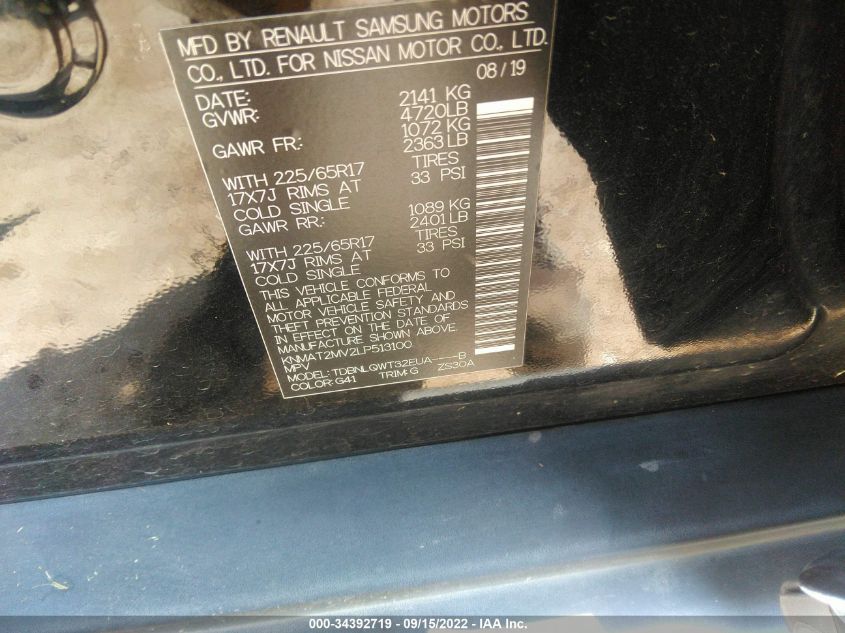 MFD BY RENAULT SAMSUNG MOTORS
CO., LTD. FOR NISSAN MOTOR CO., LTD.
DATE: 08/19
GVWR: 2141 KG
4720LB
GAWR FR: 1072 KG
2363LB
WITH 225/65R17 TIRES
17X7J RIMS AT 33 PSI
COLD SINGLE
GAWR RR: 1089 KG
2401LB
WITH 225/65R17 TIRES
17X7J RIMS AT 33 PSI
COLD SINGLE
THIS VEHICLE CONFORMS TO
ALL APPLICABLE FEDERAL
MOTOR VEHICLE SAFETY AND
THEFT PREVENTION STANDARDS
IN EFFECT ON THE DATE OF
MANUFACTURE SHOWN ABOVE.
KNMAT2MV2LP513100
MPV
MODEL: TDBNLQWT32EUA----B
COLOR: G41 TRIM: G ZS30A
000-34392719 - 09/15/2022 - IAA Inc.